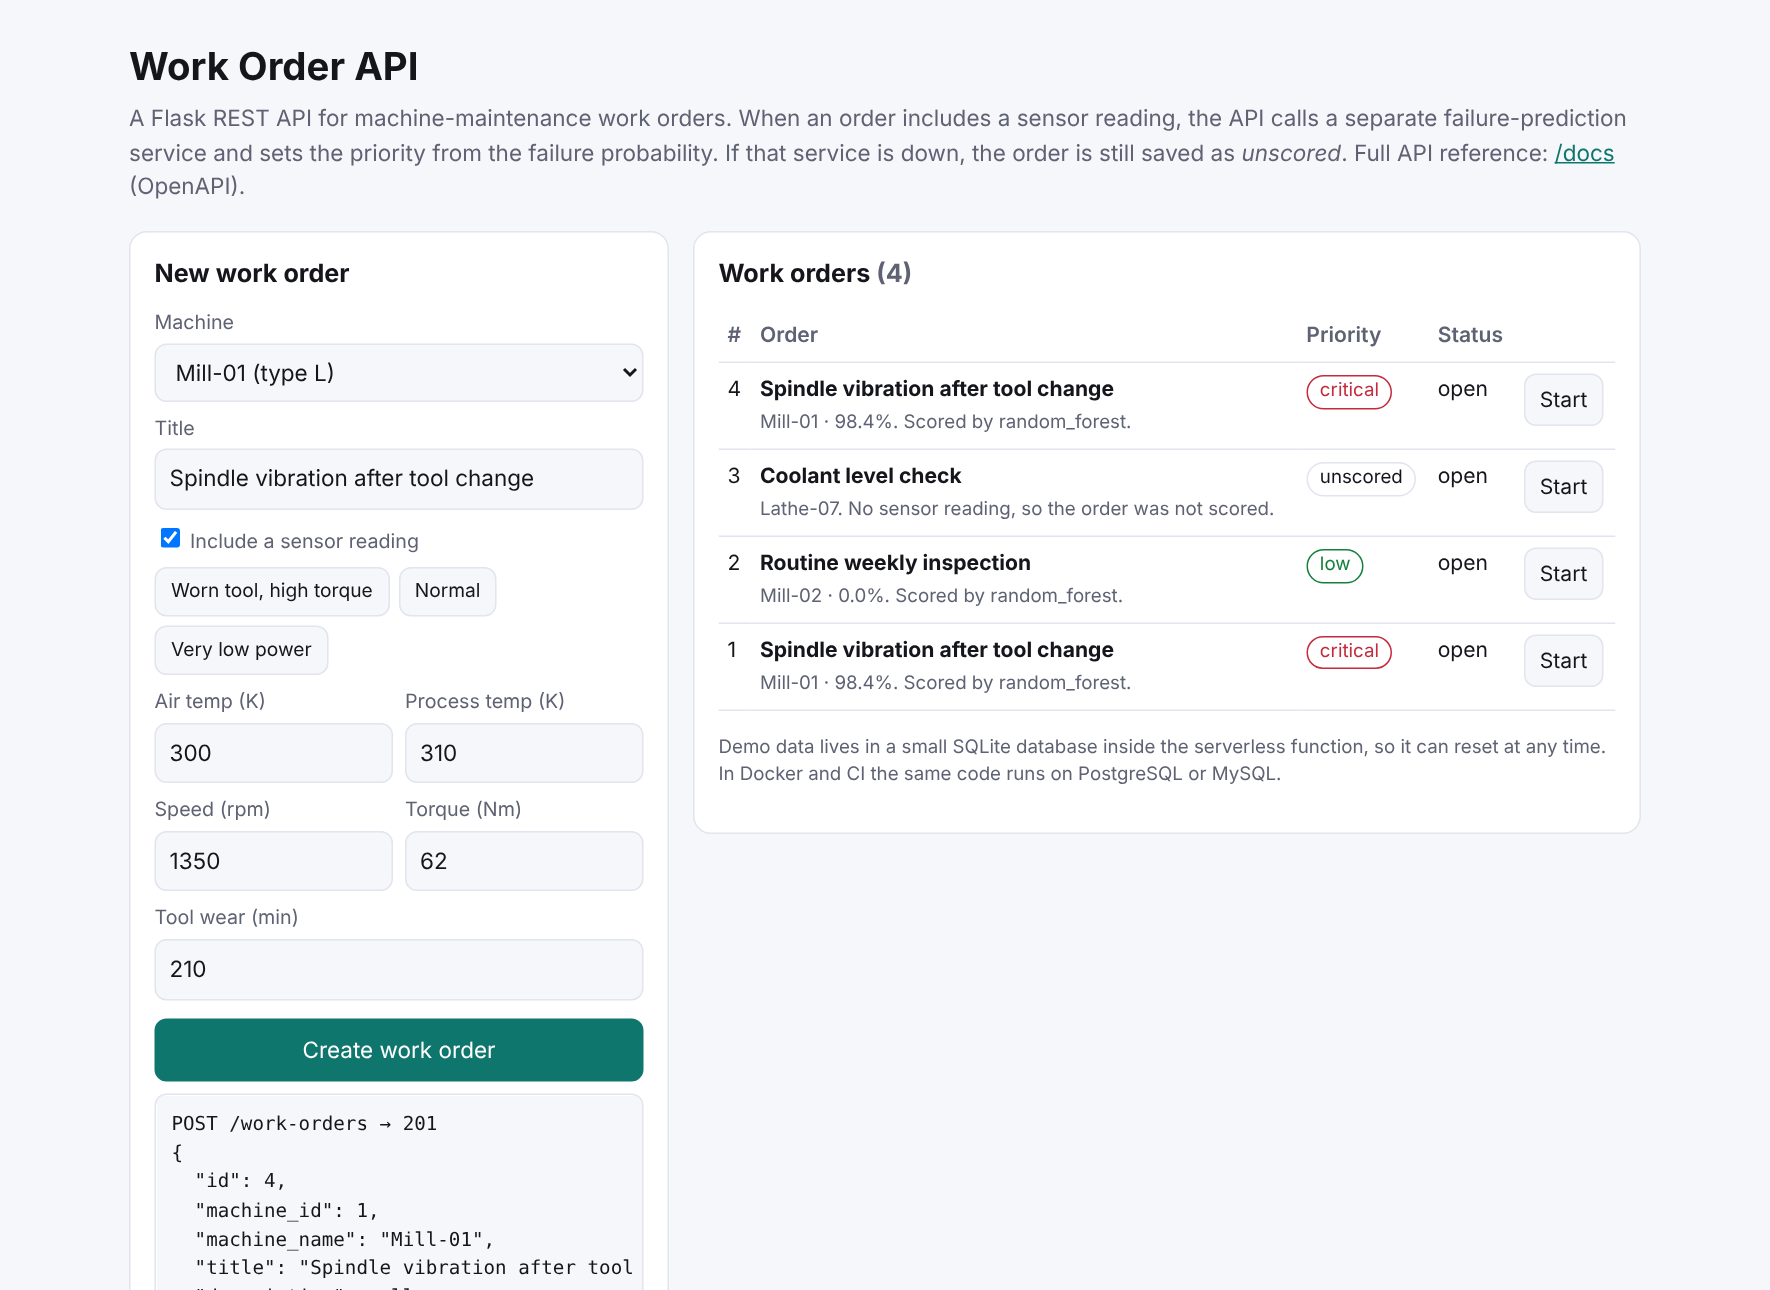 Work Order API
A Flask REST API for machine-maintenance work orders. When an order includes a sensor reading, the API calls a separate failure-prediction
service and sets the priority from the failure probability. If that service is down, the order is still saved as unscored. Full API reference: /docs
(OpenAPI).
New work order
Machine
Mill-01 (type L)
Title
Spindle vibration after tool change
Include a sensor reading
Worn tool, high torque
Normal
Very low power
Air temp (K)
Process temp (K)
300
310
Speed (rpm)
Torque (Nm)
1350
62
Tool wear (min)
210
Create work order
POST /work-orders → 201
{
"id": 4,
"machine_id": 1,
"machine_name": "Mill-01",
"title": "Spindle vibration after tool
Work orders (4)
# Order Priority Status
4 Spindle vibration after tool change critical open Start
Mill-01 · 98.4%. Scored by random_forest.
3 Coolant level check unscored open Start
Lathe-07. No sensor reading, so the order was not scored.
2 Routine weekly inspection low open Start
Mill-02 · 0.0%. Scored by random_forest.
1 Spindle vibration after tool change critical open Start
Mill-01 · 98.4%. Scored by random_forest.
Demo data lives in a small SQLite database inside the serverless function, so it can reset at any time.
In Docker and CI the same code runs on PostgreSQL or MySQL.